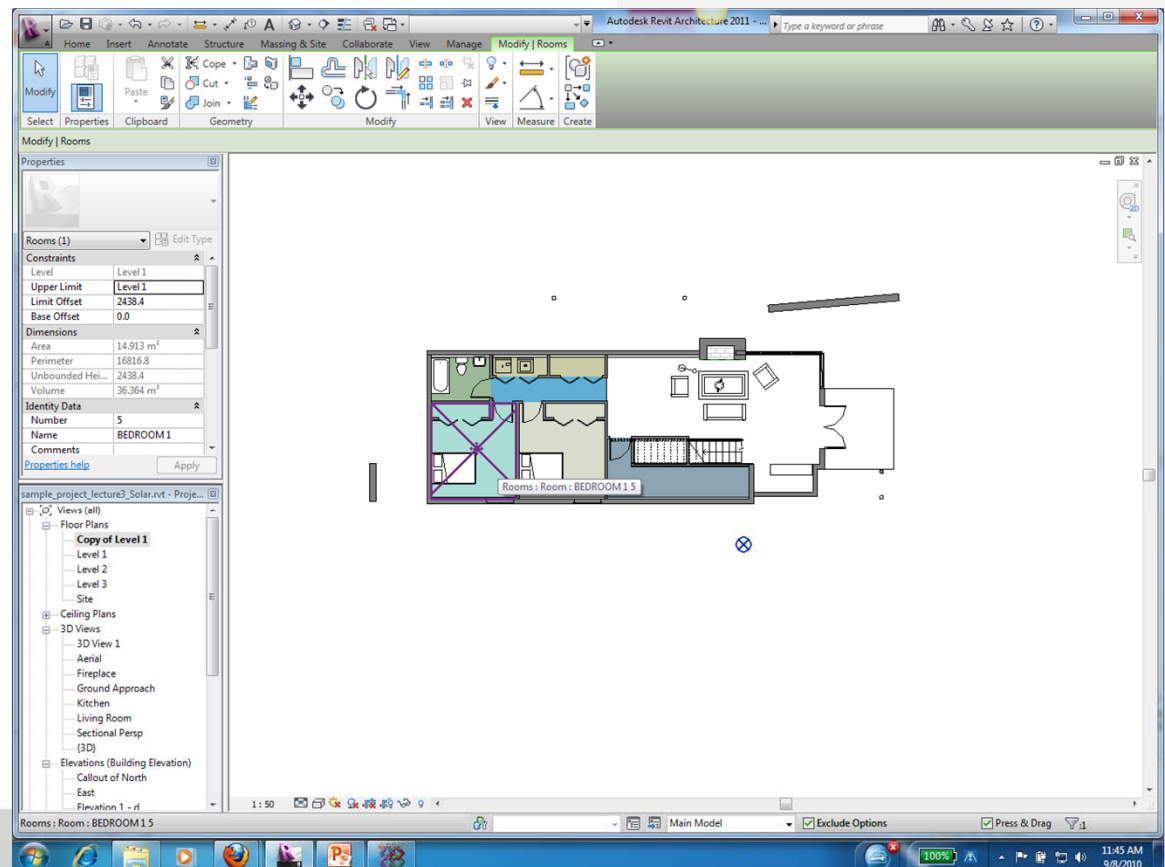 Autodesk Revit Architecture 2011 - ... Type a keyword or phrase
Home Insert Annotate Structure Massing & Site Collaborate View Manage Modify | Rooms
Modify Paste Cope Cut Join
Select Properties Clipboard Geometry Modify View Measure Create
Modify | Rooms
Properties
Rooms (1) Edit Type
Constraints
Level Level 1
Upper Limit Level 1
Limit Offset 2438.4
Base Offset 0.0
Dimensions
Area 14.913 m²
Perimeter 16816.8
Unbounded Hei... 2438.4
Volume 36.364 m³
Identity Data
Number 5
Name BEDROOM 1
Comments
Properties help Apply
Rooms : Room : BEDROOM 1 5
sample_project_lecture3_Solar.rvt - Proje...
Views (all)
Floor Plans
Copy of Level 1
Level 1
Level 2
Level 3
Site
Ceiling Plans
3D Views
3D View 1
Aerial
Fireplace
Ground Approach
Kitchen
Living Room
Sectional Persp
{3D}
Elevations (Building Elevation)
Callout of North
East
Elevation 1 - d
1 : 50
Rooms : Room : BEDROOM 1 5 Main Model Exclude Options Press & Drag :1
100% 11:45 AM
9/8/2010